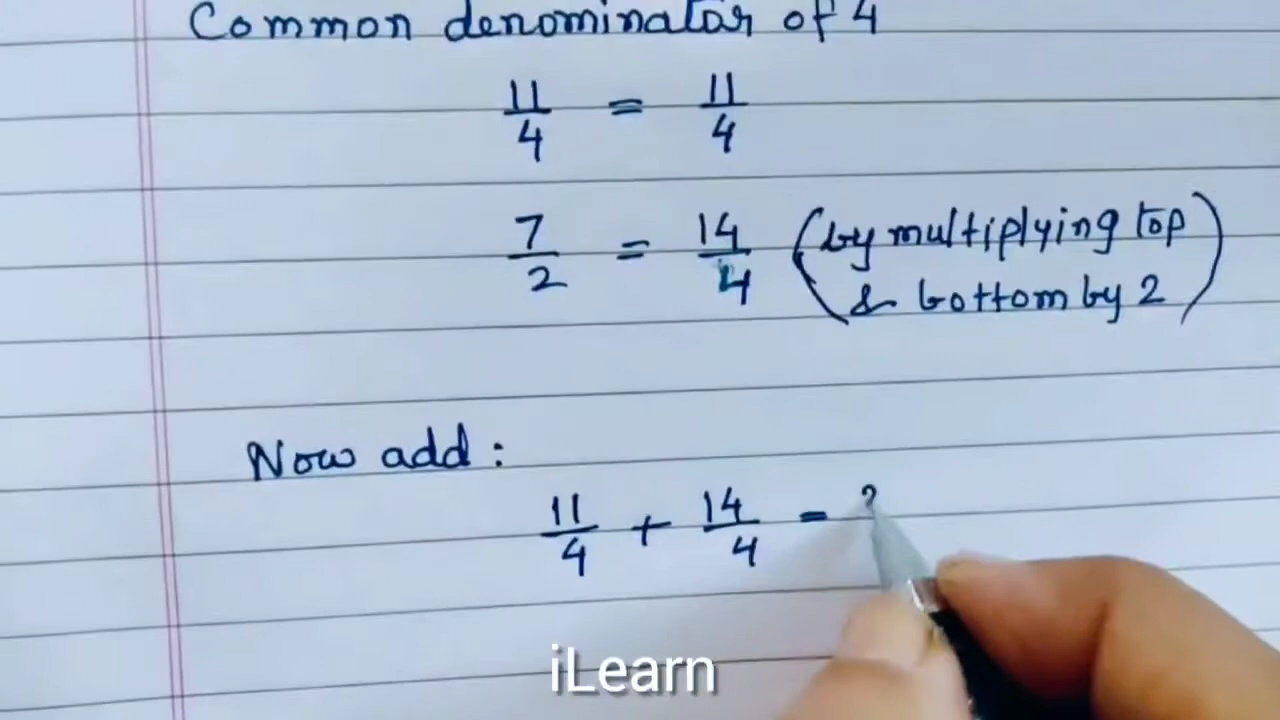 Common denominator of 4
11/4 = 11/4
7/2 = 14/4 (by multiplying top
& bottom by 2)
Now add :
11/4 + 14/4 = 2
iLearn